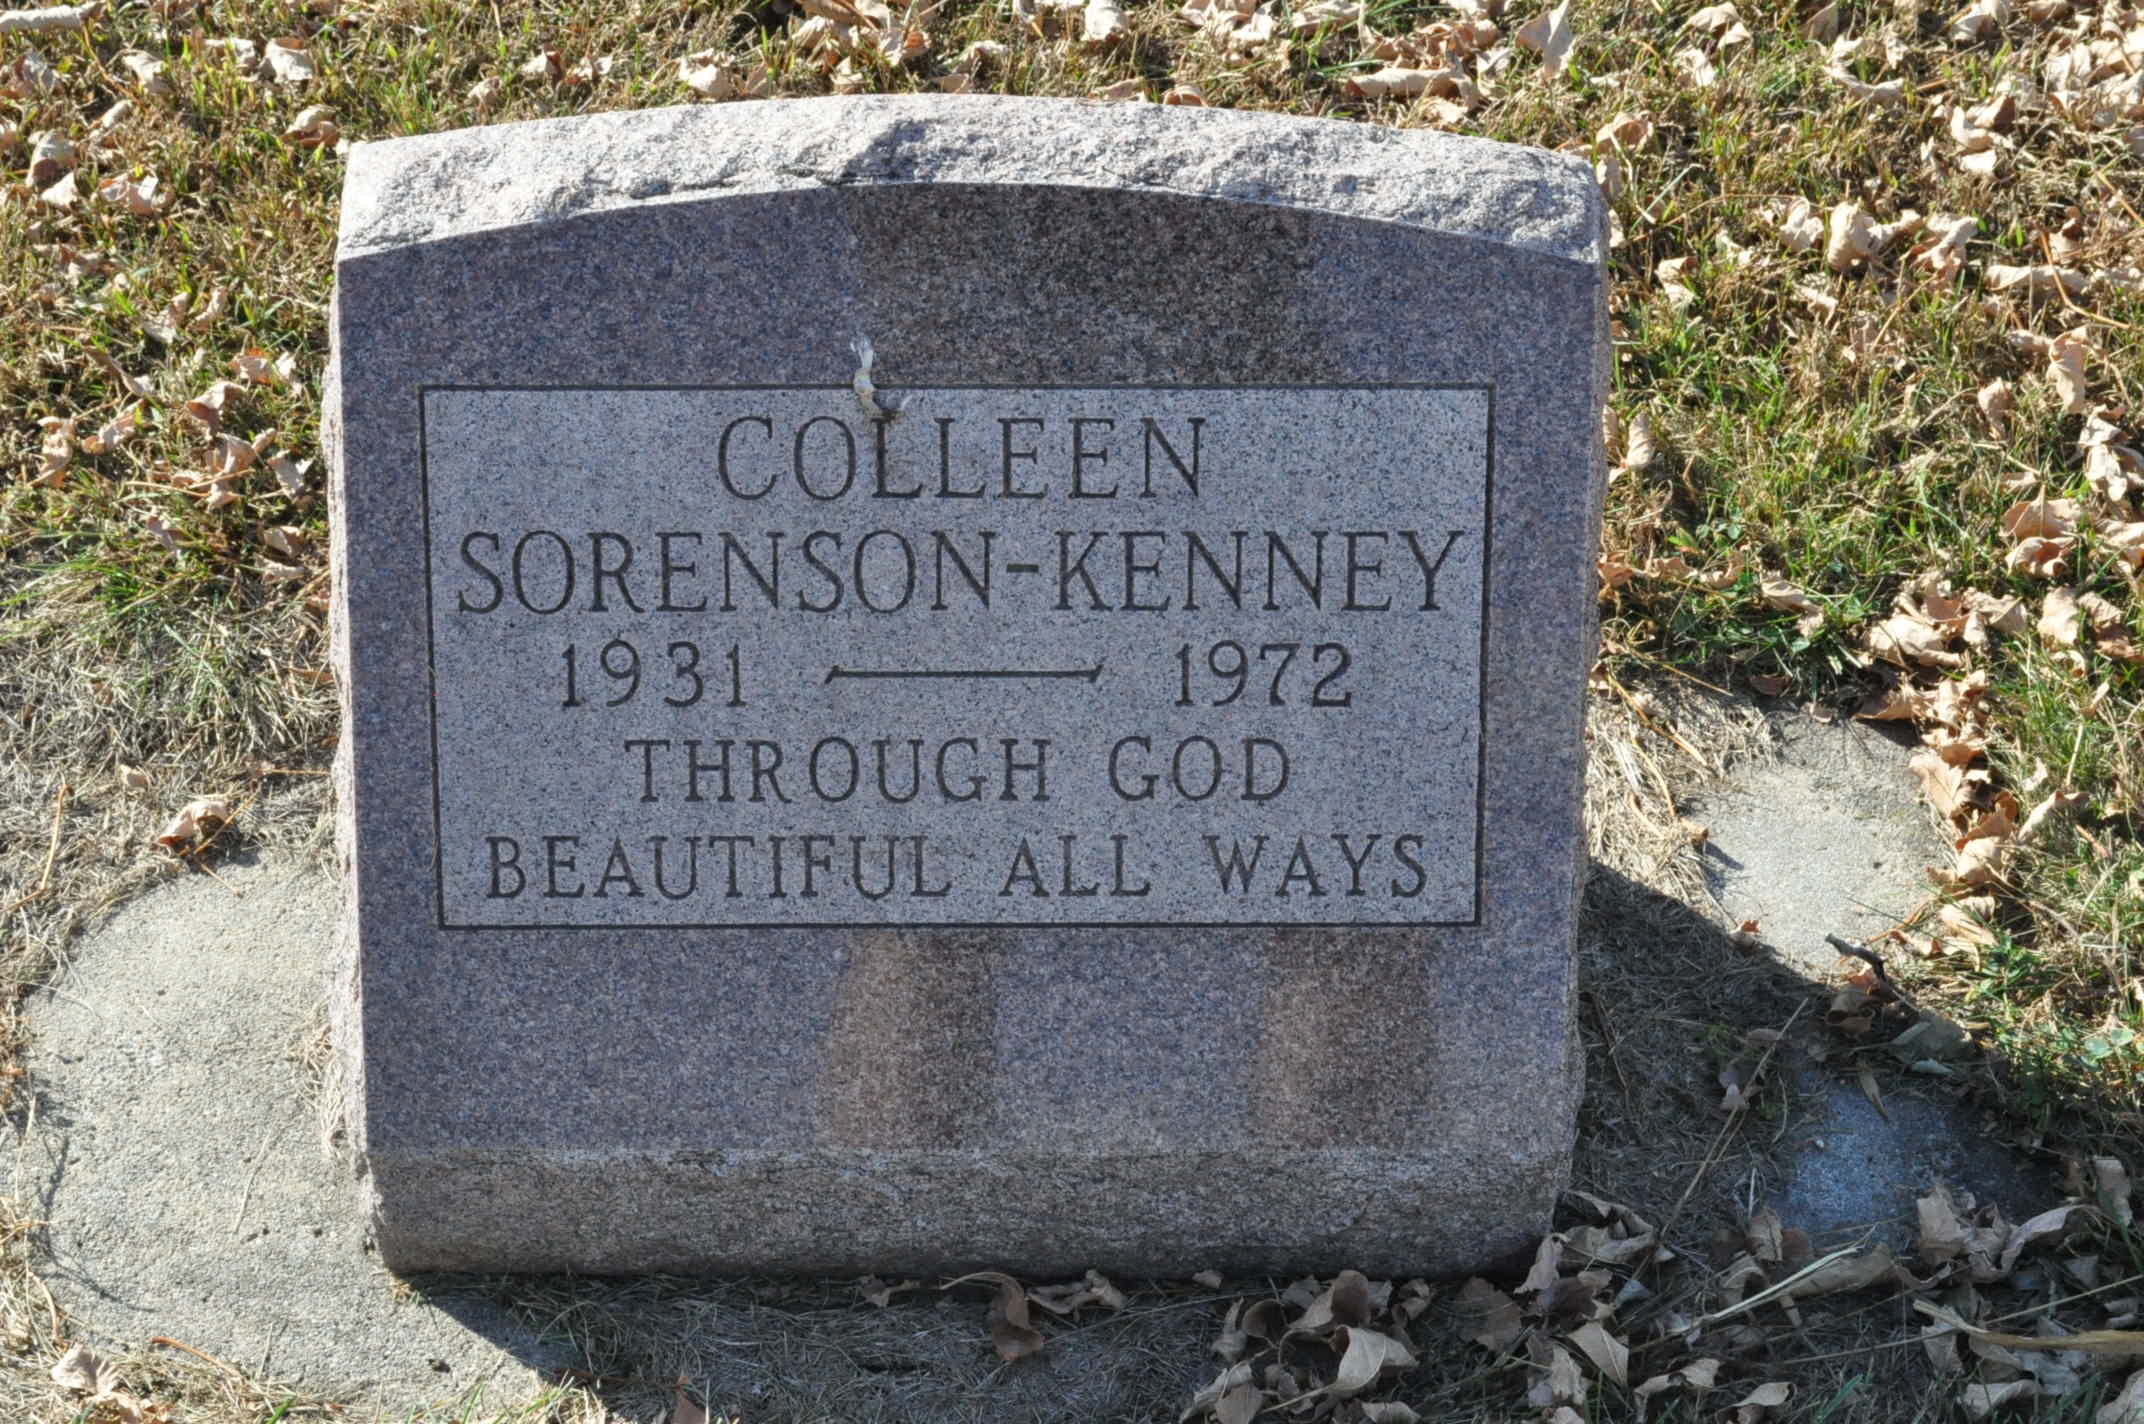 COLLEEN
SORENSON-KENNEY
1931 — 1972
THROUGH GOD
BEAUTIFUL ALL WAYS